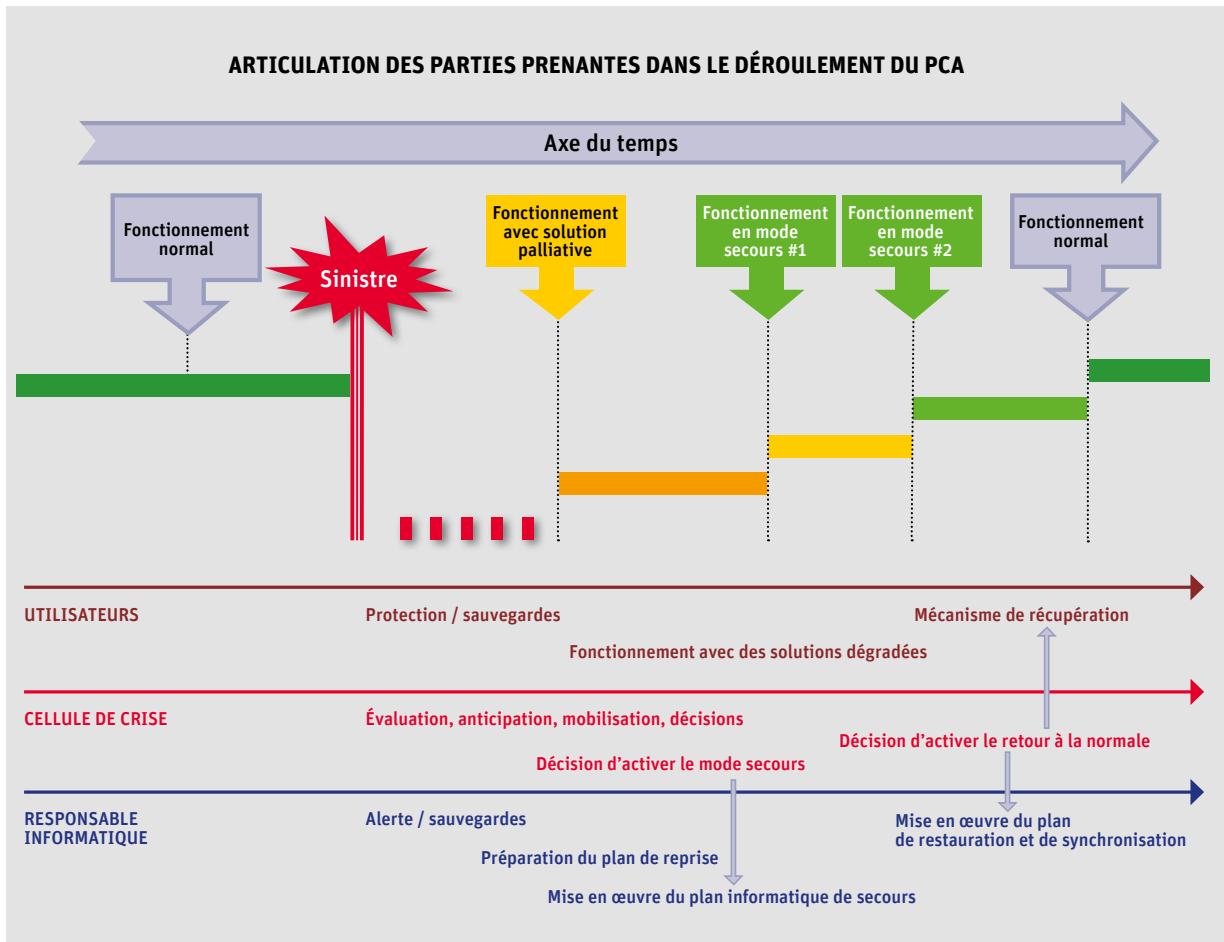 ARTICULATION DES PARTIES PRENANTES DANS LE DÉROULEMENT DU PCA
Axe du temps
Fonctionnement
normal
Sinistre
Fonctionnement
avec solution
palliative
Fonctionnement
en mode
secours #1
Fonctionnement
en mode
secours #2
Fonctionnement
normal
UTILISATEURS
Protection / sauvegardes
Mécanisme de récupération
Fonctionnement avec des solutions dégradées
CELLULE DE CRISE
Évaluation, anticipation, mobilisation, décisions
Décision d'activer le retour à la normale
Décision d'activer le mode secours
RESPONSABLE
INFORMATIQUE
Alerte / sauvegardes
Mise en œuvre du plan
de restauration et de synchronisation
Préparation du plan de reprise
Mise en œuvre du plan informatique de secours